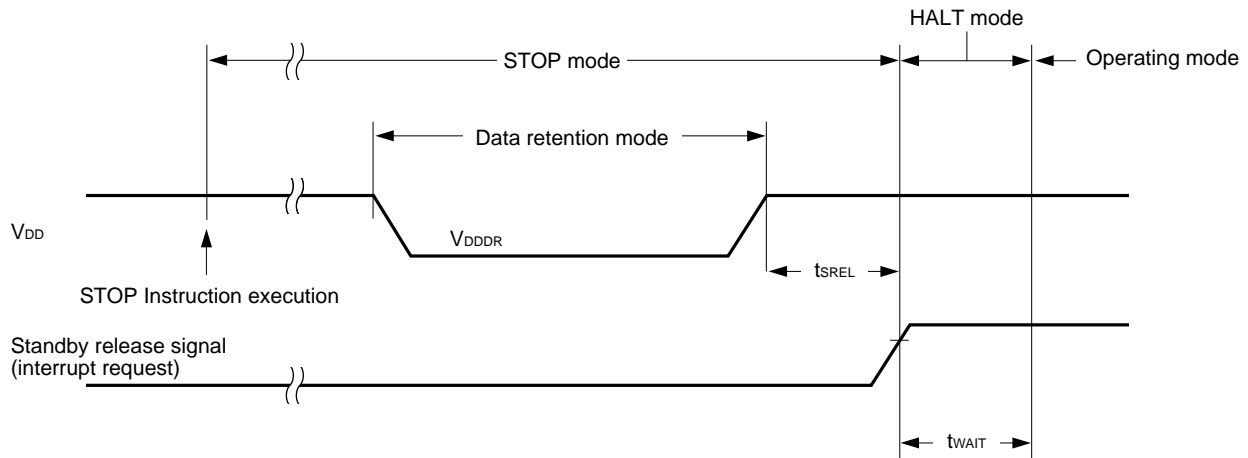 HALT mode
STOP mode
Operating mode
Data retention mode
VDD
VDDDR
tSREL
STOP Instruction execution
Standby release signal
(interrupt request)
tWAIT